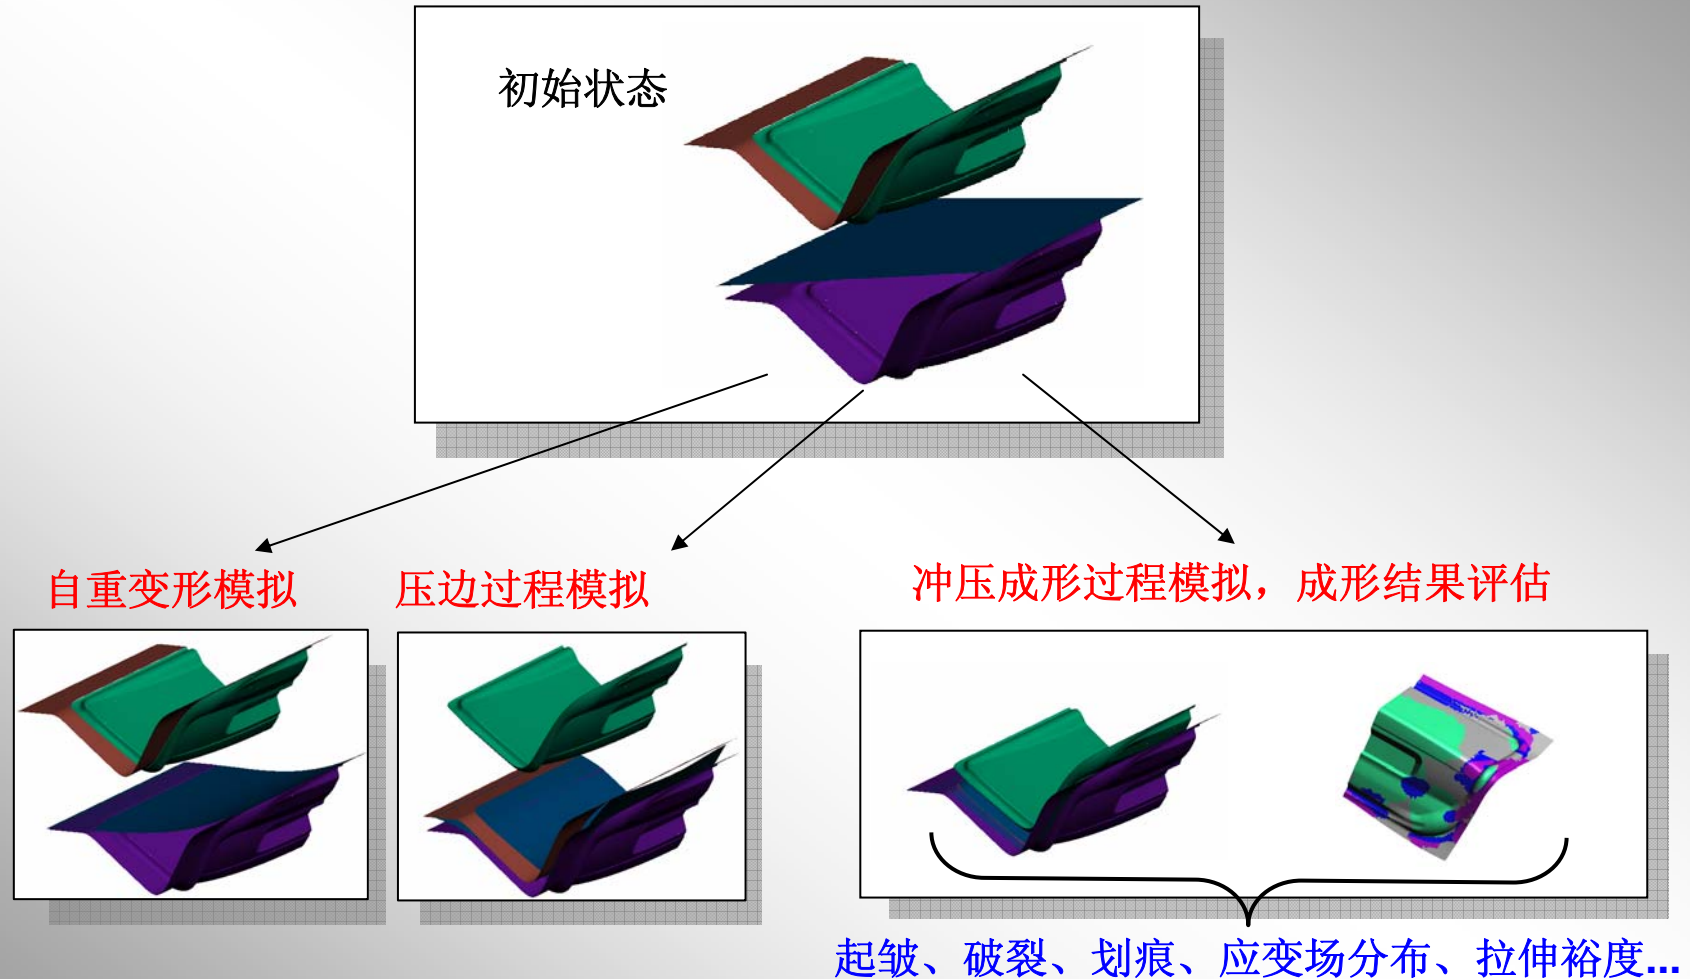 初始状态
自重变形模拟
压边过程模拟
冲压成形过程模拟，成形结果评估
起皱、破裂、划痕、应变场分布、拉伸裕度...